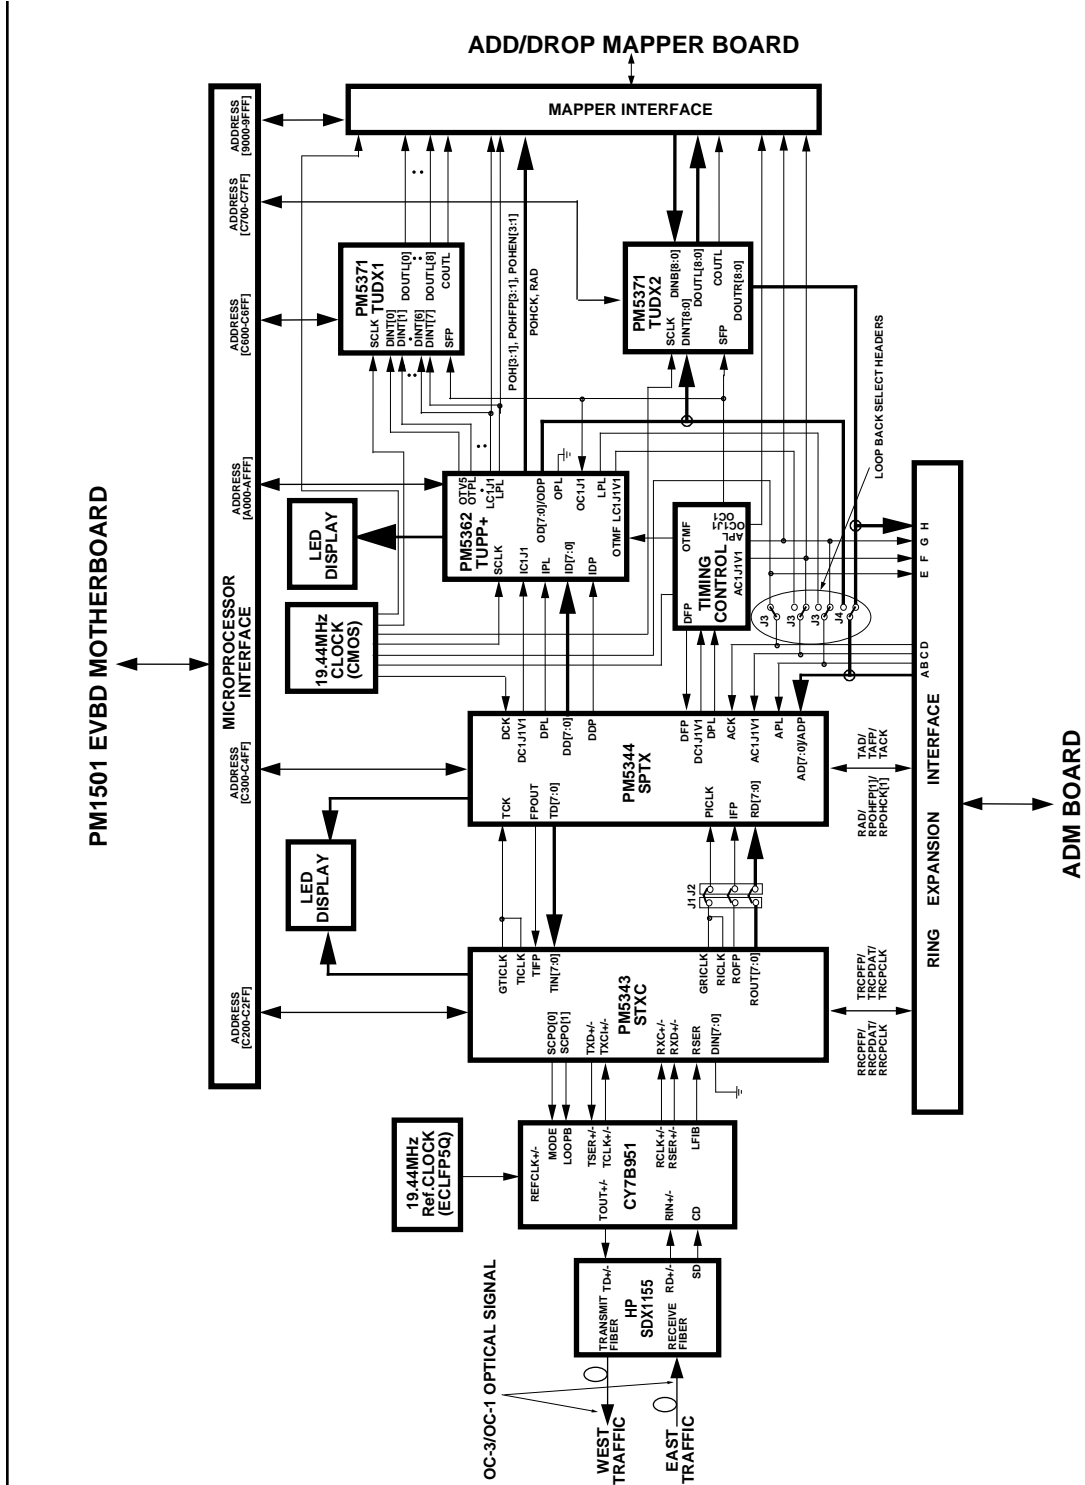 ADD/DROP MAPPER BOARD
MAPPER INTERFACE
PM1501 EVBD MOTHERBOARD
MICROPROCESSOR
INTERFACE
ADDRESS
[9000-9FFF]
ADDRESS
[C700-C7FF]
ADDRESS
[C600-C6FF]
ADDRESS
[A000-AFFF]
ADDRESS
[C300-C4FF]
ADDRESS
[C200-C2FF]
PM5371
TUDX1
SCLK
DINT[0]
DINT[1]
DINT[6]
DINT[7]
SFP
DOUTL[0]
DOUTL[8]
COUTL
POH[3:1], POHFP[3:1], POHEN[3:1]
POHCK, RAD
PM5371
TUDX2
SCLK
DINT[8:0]
SFP
DINB[8:0]
DOUTL[8:0]
COUTL
DOUTR[8:0]
LOOP BACK SELECT HEADERS
LED
DISPLAY
PM5362
TUPP+
OTV5
OTPL
LC1J1
LPL
OD[7:0]/ODP
OPL
OC1J1
LPL
LC1J1V1
OTMF
SCLK
IC1J1
IPL
ID[7:0]
IDP
19.44MHz
CLOCK
(CMOS)
TIMING
CONTROL
OTMF
OC1
OC1J1
APL
AC1J1V1
DFP
J3
J3
J3
J4
H
G
F
E
D
C
B
A
RING EXPANSION INTERFACE
ADM BOARD
PM5344
SPTX
DCK
DC1J1V1
DPL
DD[7:0]
DDP
DFP
DC1J1V1
DPL
ACK
AC1J1V1
APL
AD[7:0]/ADP
TCK
FPOUT
TD[7:0]
PICLK
IFP
RD[7:0]
TAD/
TAFP/
TACK
RAD/
RPOHFP[1]/
RPOHCK[1]
LED
DISPLAY
J1
J2
PM5343
STXC
GTICLK
TICLK
TIFP
TIN[7:0]
GRICLK
RICLK
ROFP
ROUT[7:0]
SCPO[0]
SCPO[1]
TXD+/-
TXCI+/-
RXC+/-
RXD+/-
RSER
DIN[7:0]
TRCPFP/
TRCPDAT/
TRCPCLK
RRCPFP/
RRCPDAT/
RRCPCLK
19.44MHz
Ref.CLOCK
(ECLFP5Q)
CY7B951
REFCLK+/-
MODE
LOOPB
TSER+/-
TCLK+/-
RCLK+/-
RSER+/-
LFIB
TOUT+/-
RIN+/-
CD
HP
SDX1155
TD+/-
RD+/-
SD
TRANSMIT
FIBER
RECEIVE
FIBER
OC-3/OC-1 OPTICAL SIGNAL
WEST
TRAFFIC
EAST
TRAFFIC